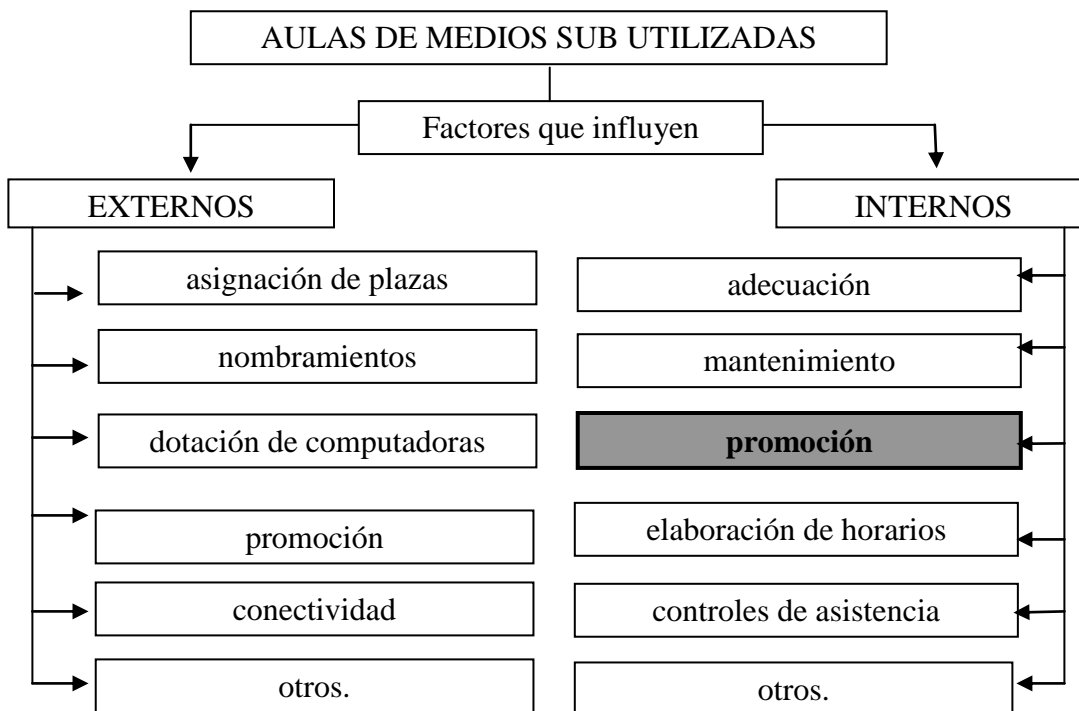 AULAS DE MEDIOS SUB UTILIZADAS
Factores que influyen
EXTERNOS
asignación de plazas
nombramientos
dotación de computadoras
promoción
conectividad
otros.
INTERNOS
adecuación
mantenimiento
promoción
elaboración de horarios
controles de asistencia
otros.